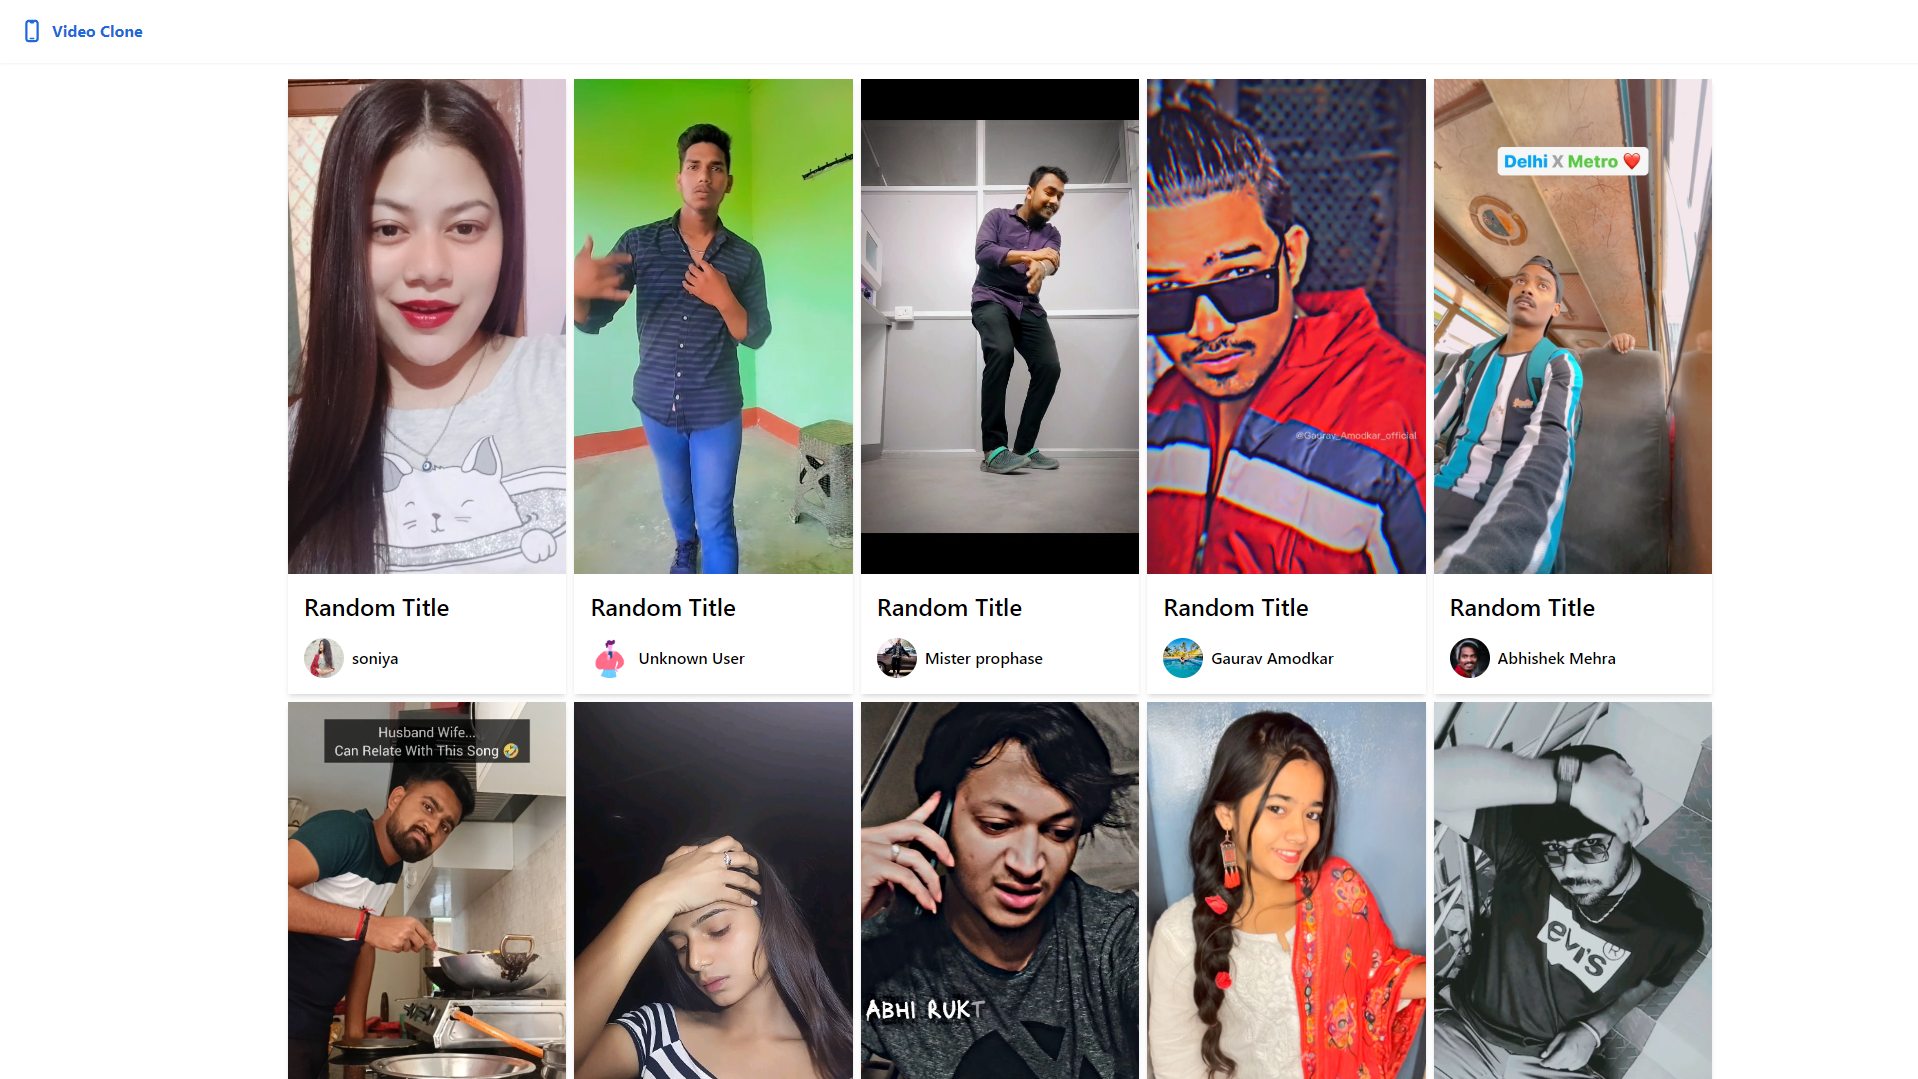 Video Clone
Delhi X Metro ❤️
@Gaurav_Amodkar_official
Random Title
soniya
Random Title
Unknown User
Random Title
Mister prophase
Random Title
Gaurav Amodkar
Random Title
Abhishek Mehra
Husband Wife...
Can Relate With This Song 🤣
ABHI RUKT
evi's®